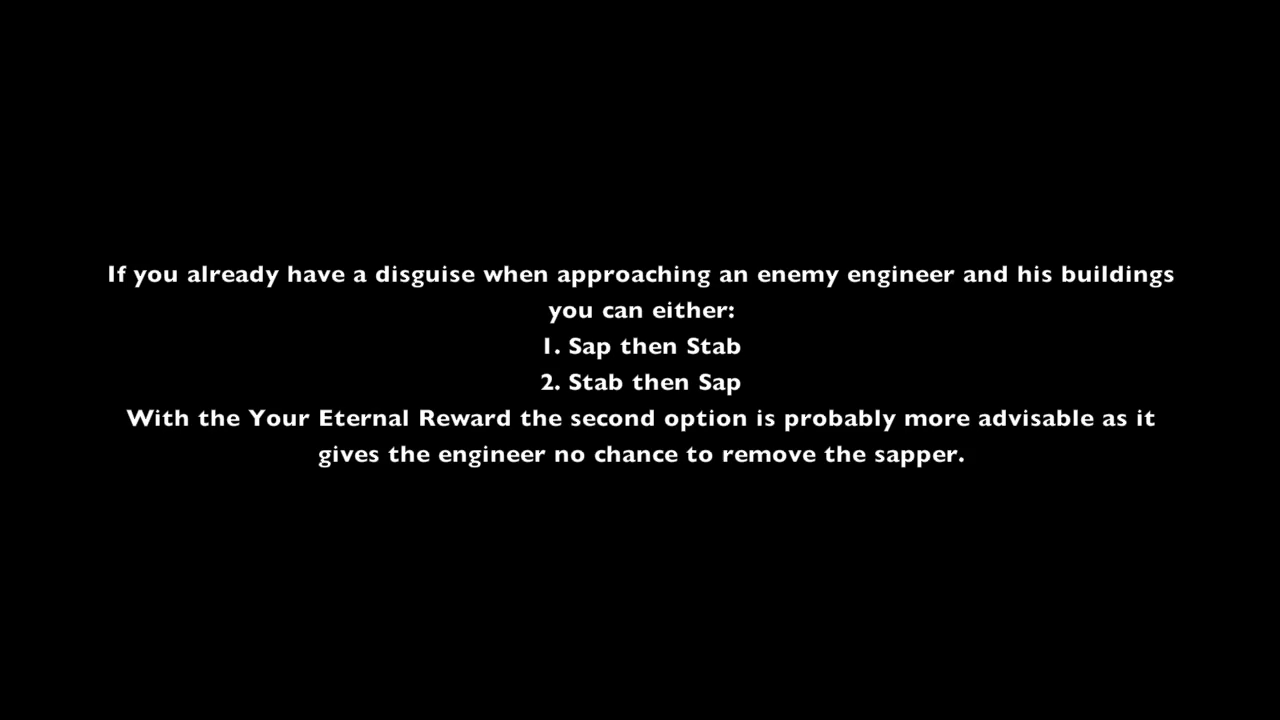 If you already have a disguise when approaching an enemy engineer and his buildings
you can either:
1. Sap then Stab
2. Stab then Sap
With the Your Eternal Reward the second option is probably more advisable as it
gives the engineer no chance to remove the sapper.